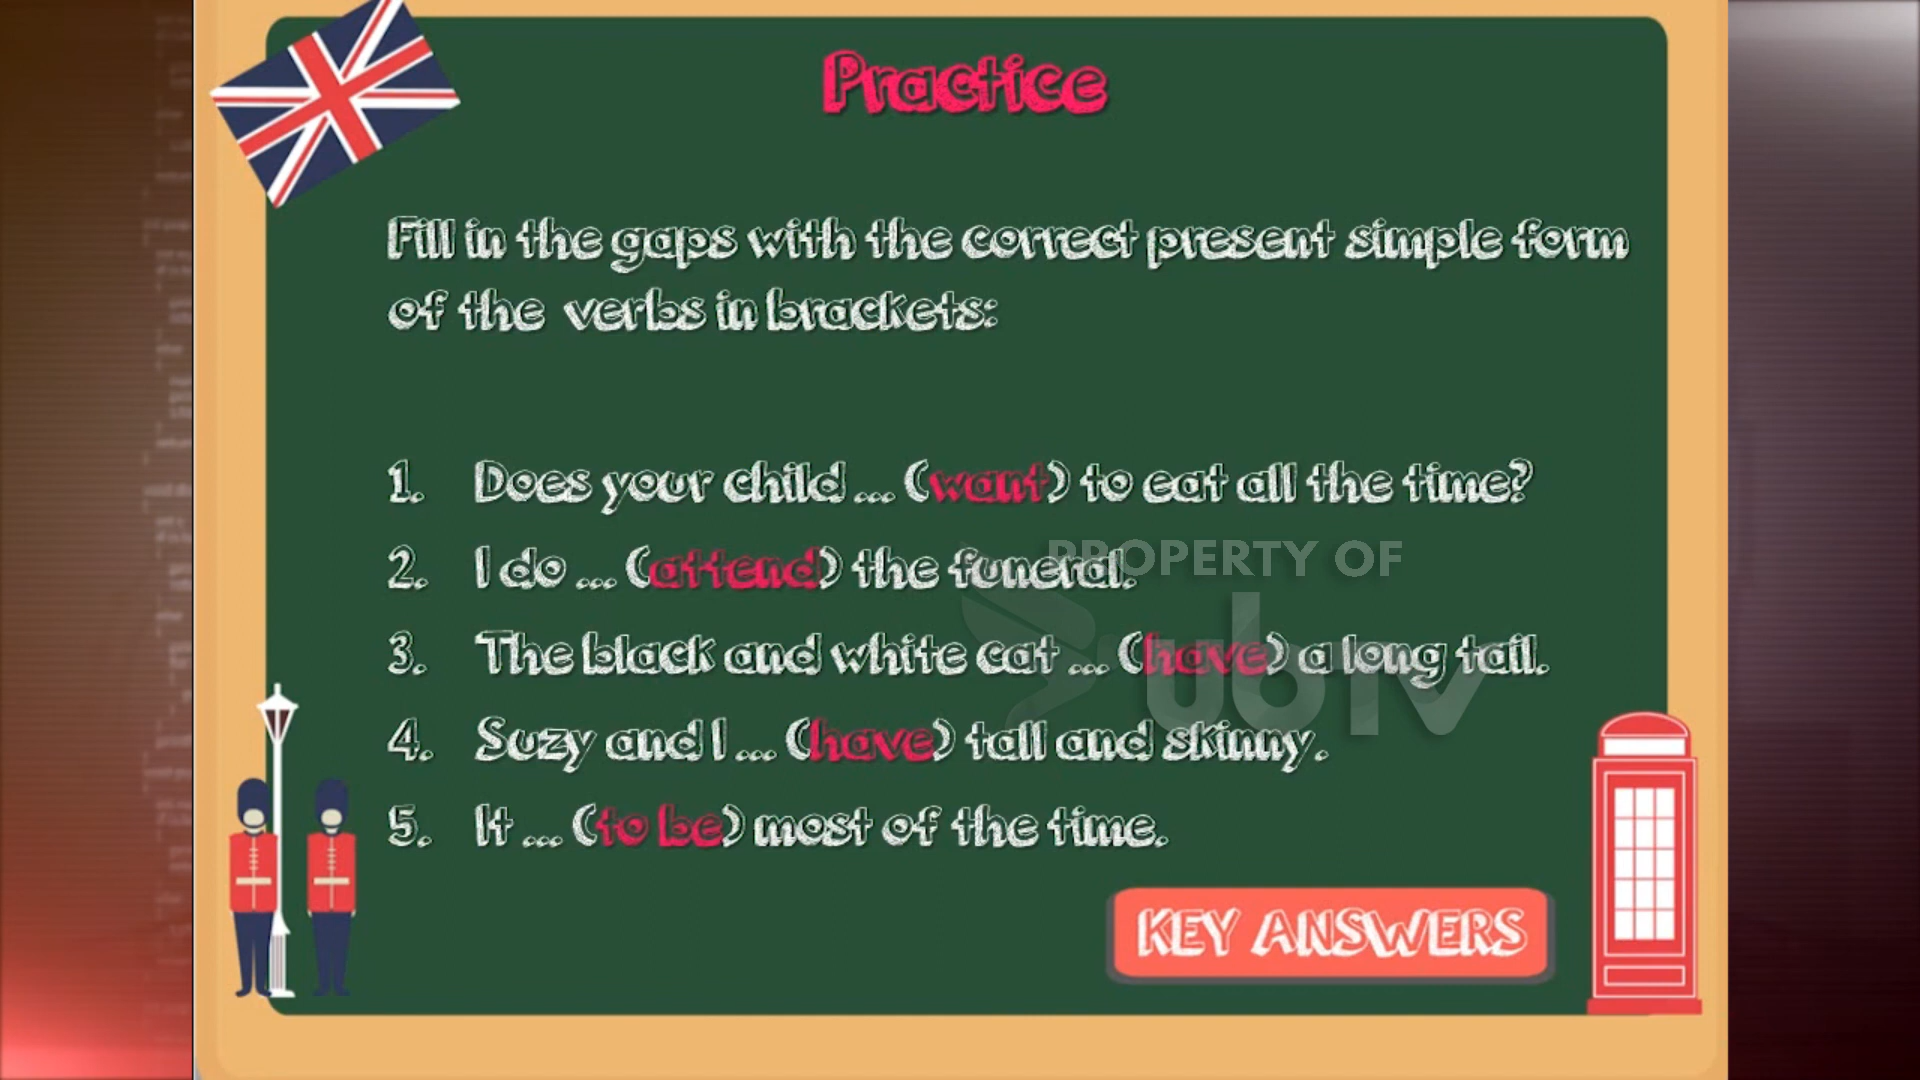 Practice
Fill in the gaps with the correct present simple form
of the verbs in brackets:
1. Does your child ... (want) to eat all the time?
2. I do ... (attend) the funeral.
PROPERTY OF
ubTV
3. The black and white cat ... (have) a long tail.
4. Suzy and I ... (have) tall and skinny.
5. It ... (to be) most of the time.
KEY ANSWERS